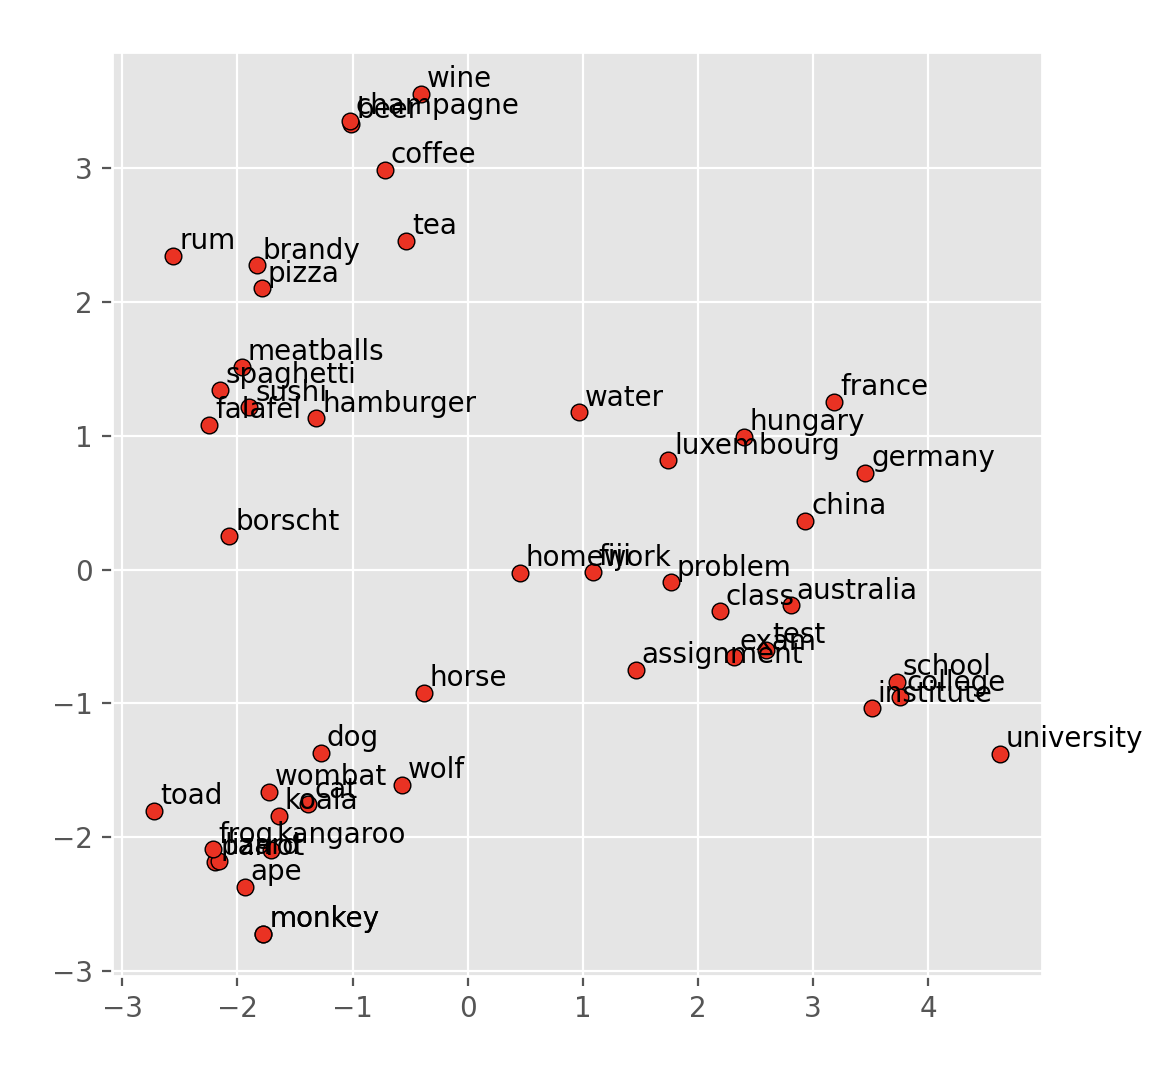 wine
champagne
beer
coffee
3
tea
rum
brandy
pizza
2
meatballs
spaghetti
sushi
falafel
hamburger
water
france
hungary
1
luxembourg
germany
china
borscht
0
homework
fiji
problem
class
australia
test
exam
assignment
school
college
institute
horse
−1
university
dog
wolf
wombat
cat
koala
toad
frog
kangaroo
−2
lizard
parrot
ape
monkey
−3
−3 −2 −1 0 1 2 3 4